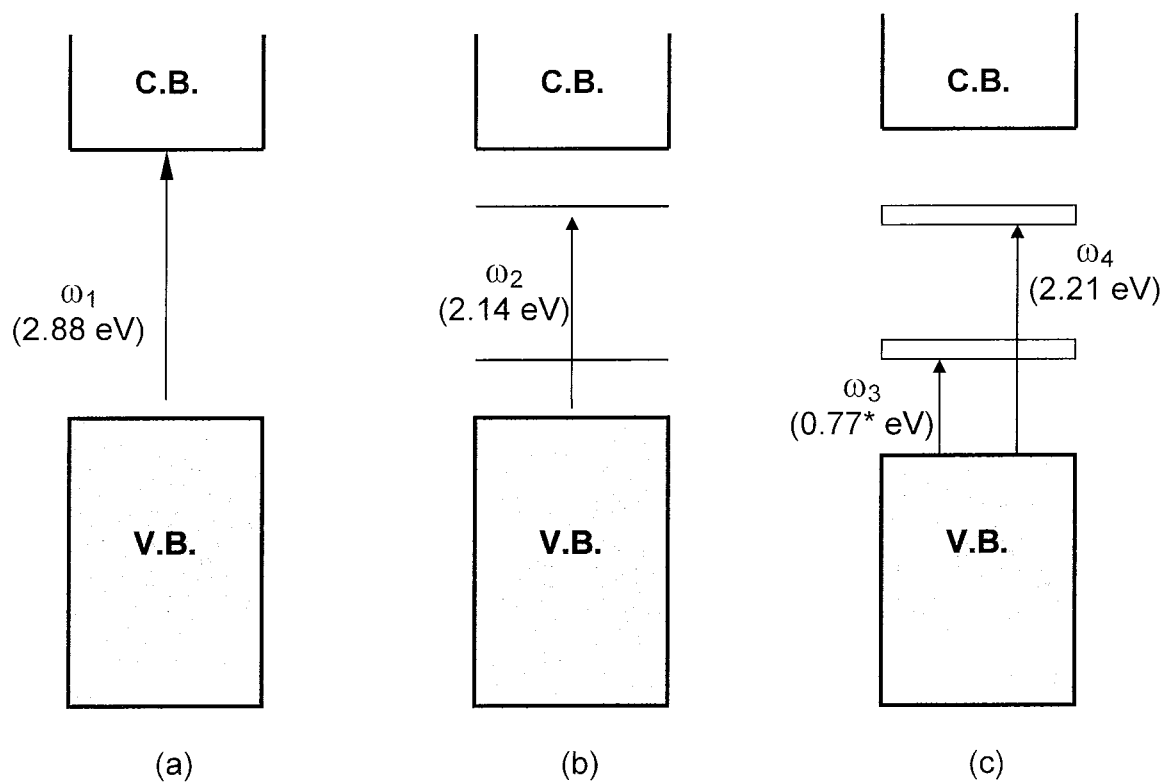 C.B.
C.B.
C.B.
ω1
(2.88 eV)
ω2
(2.14 eV)
ω4
(2.21 eV)
ω3
(0.77* eV)
V.B.
V.B.
V.B.
(a)
(b)
(c)